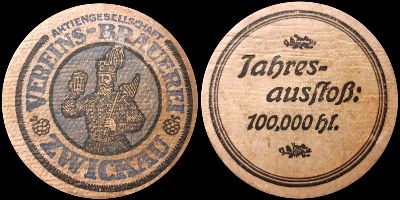 AKTIENGESELLSCHAFT
VEREINS-BRAUEREI
ZWICKAU
Jahres-
ausstoß:
100,000 hl.